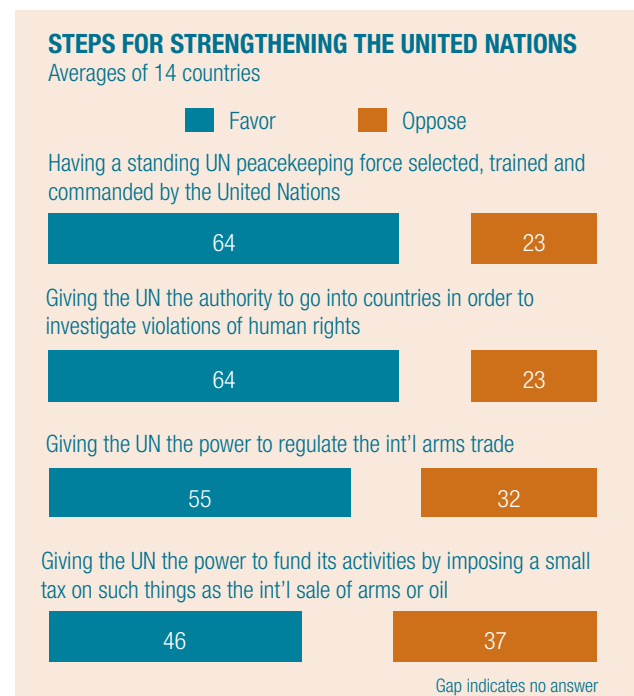 STEPS FOR STRENGTHENING THE UNITED NATIONS
Averages of 14 countries
Favor Oppose
Having a standing UN peacekeeping force selected, trained and
commanded by the United Nations
64 23
Giving the UN the authority to go into countries in order to
investigate violations of human rights
64 23
Giving the UN the power to regulate the int’l arms trade
55 32
Giving the UN the power to fund its activities by imposing a small
tax on such things as the int’l sale of arms or oil
46 37
Gap indicates no answer